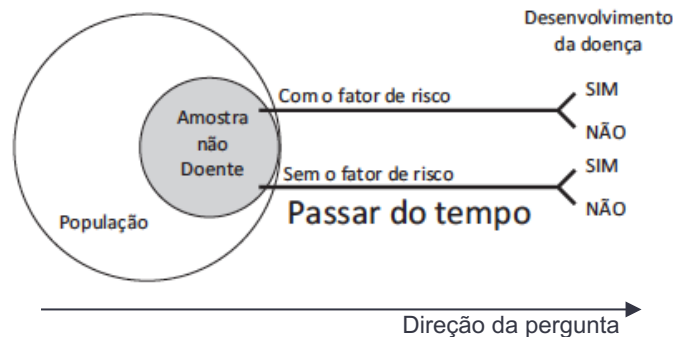 Desenvolvimento
da doença
Com o fator de risco
SIM
NÃO
Amostra
não
Doente
Sem o fator de risco
SIM
NÃO
Passar do tempo
População
Direção da pergunta